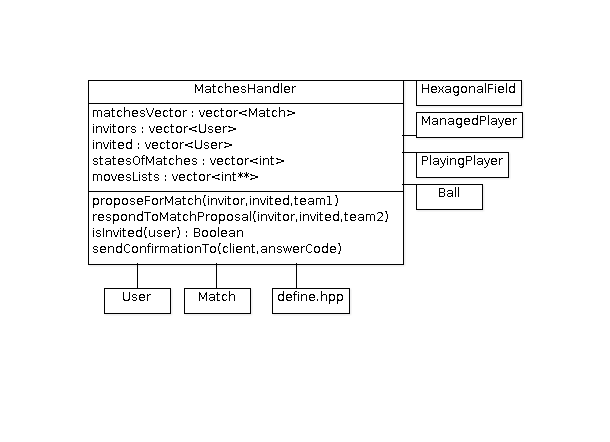 MatchesHandler
matchesVector : vector<Match>
invitors : vector<User>
invited : vector<User>
statesOfMatches : vector<int>
movesLists : vector<int**>
proposeForMatch(invitor,invited,team1)
respondToMatchProposal(invitor,invited,team2)
isInvited(user) : Boolean
sendConfirmationTo(client,answerCode)
HexagonalField
ManagedPlayer
PlayingPlayer
Ball
User
Match
define.hpp